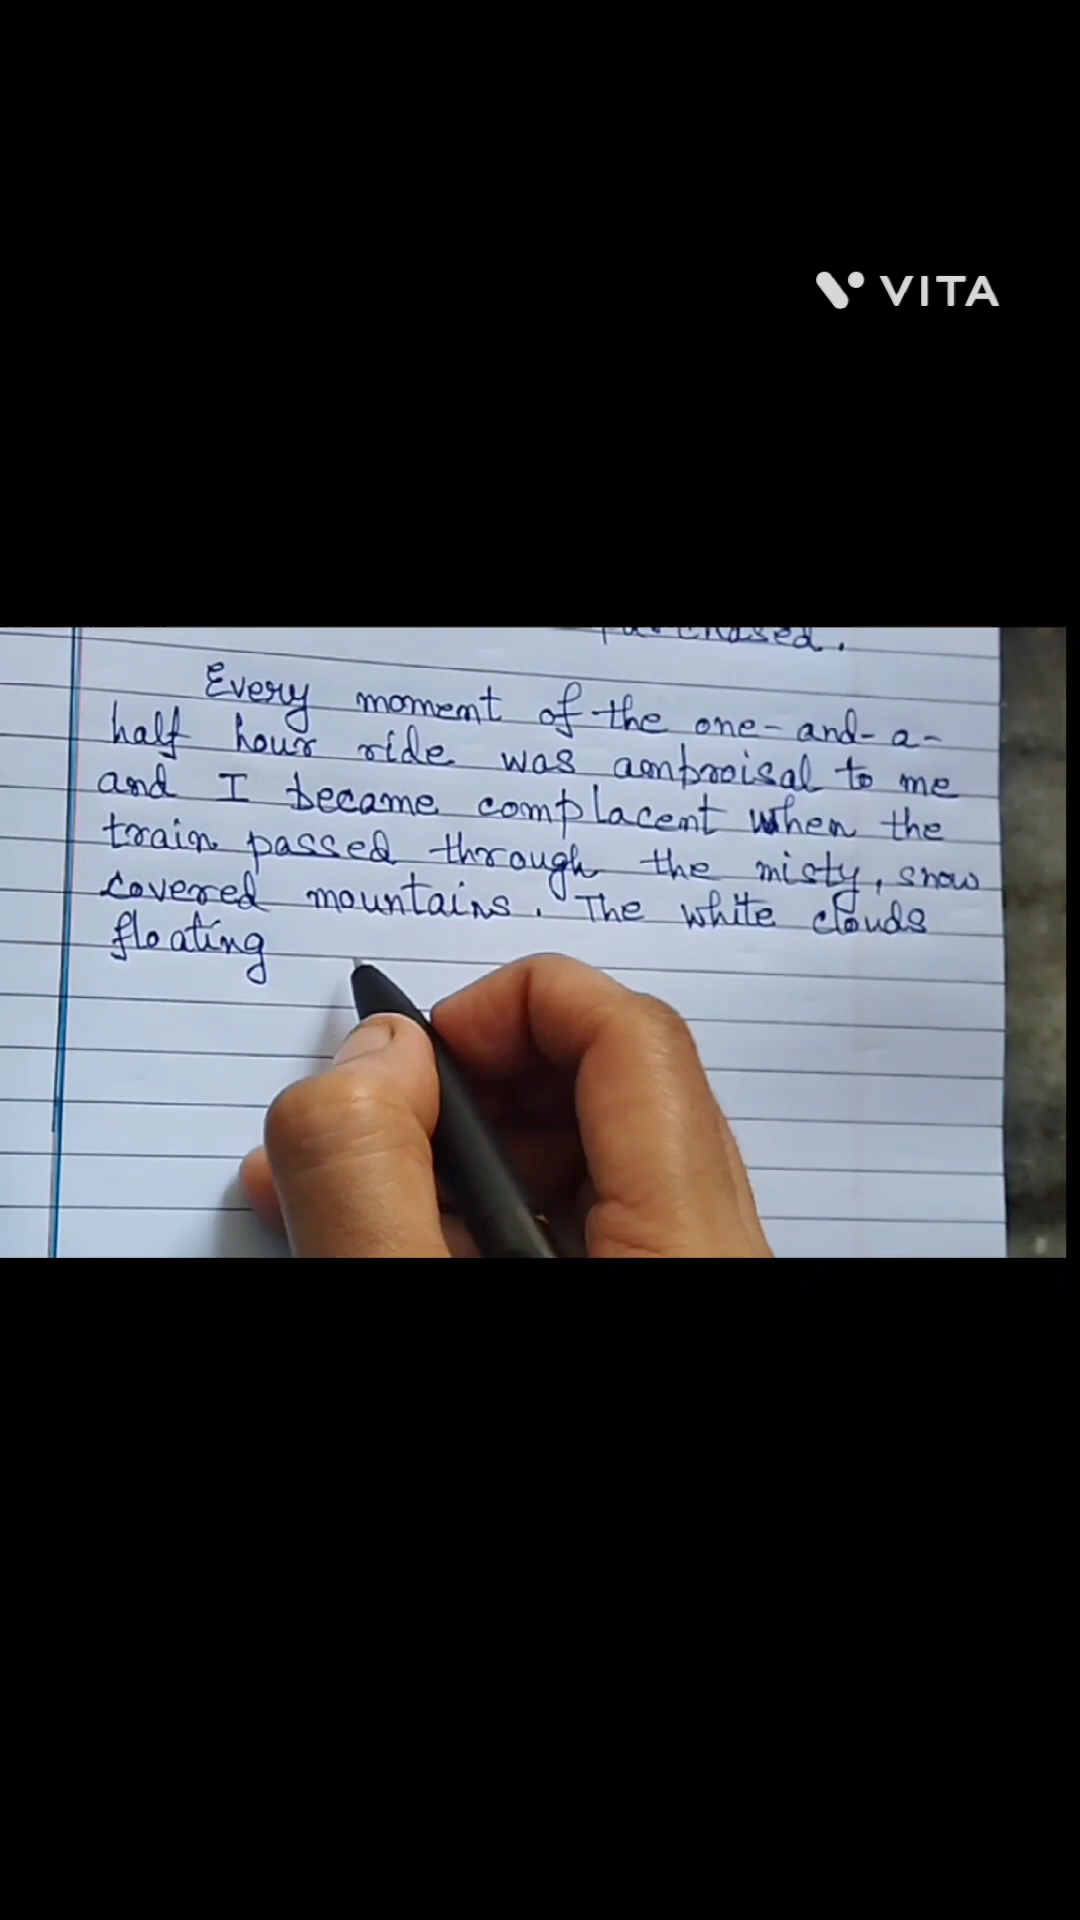 VITA
purchased.
Every moment of the one-and-a-
half hour ride was to me
and I became complacent when the
train passed through the misty, snow
covered mountains. The white clouds
floating